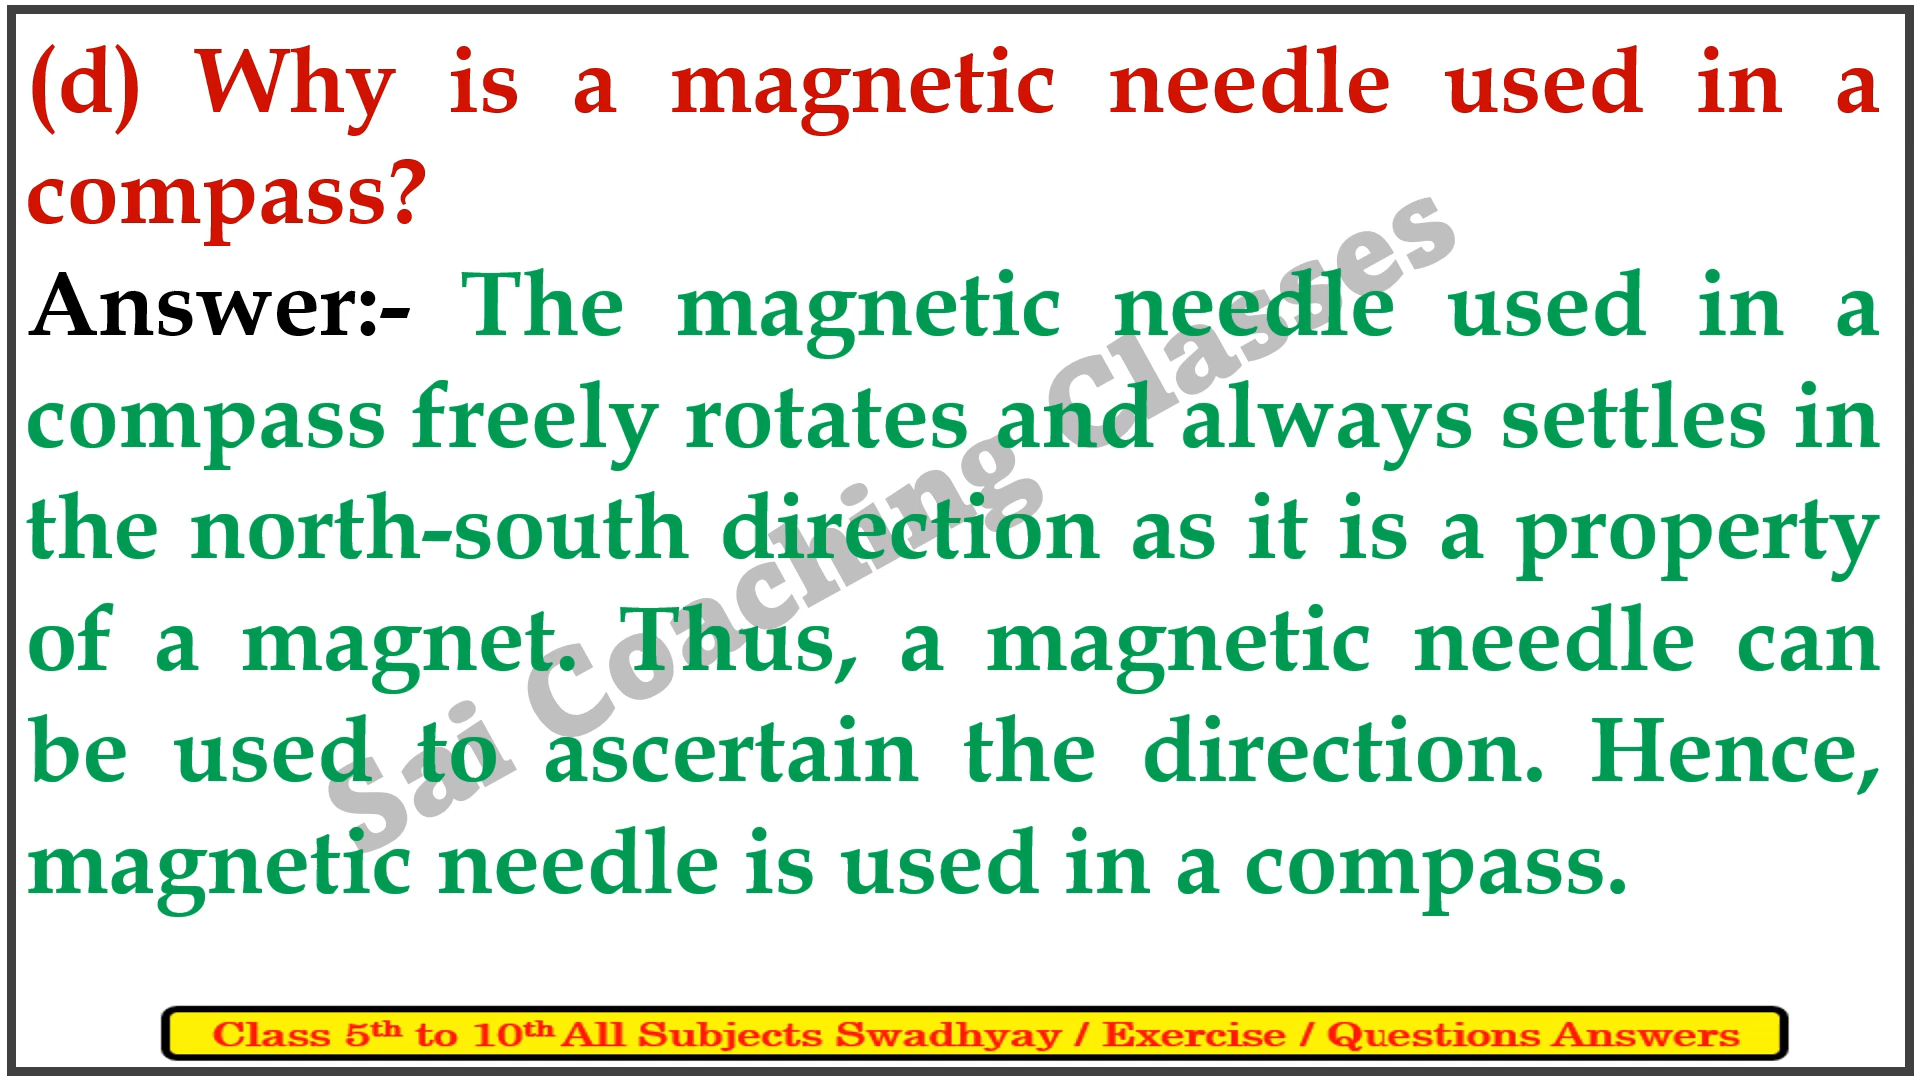 (d) Why is a magnetic needle used in a
compass?
Answer:- The magnetic needle used in a
compass freely rotates and always settles in
the north-south direction as it is a property
of a magnet. Thus, a magnetic needle can
be used to ascertain the direction. Hence,
magnetic needle is used in a compass.
Sai Coaching Classes
Class 5th to 10th All Subjects Swadhyay / Exercise / Questions Answers